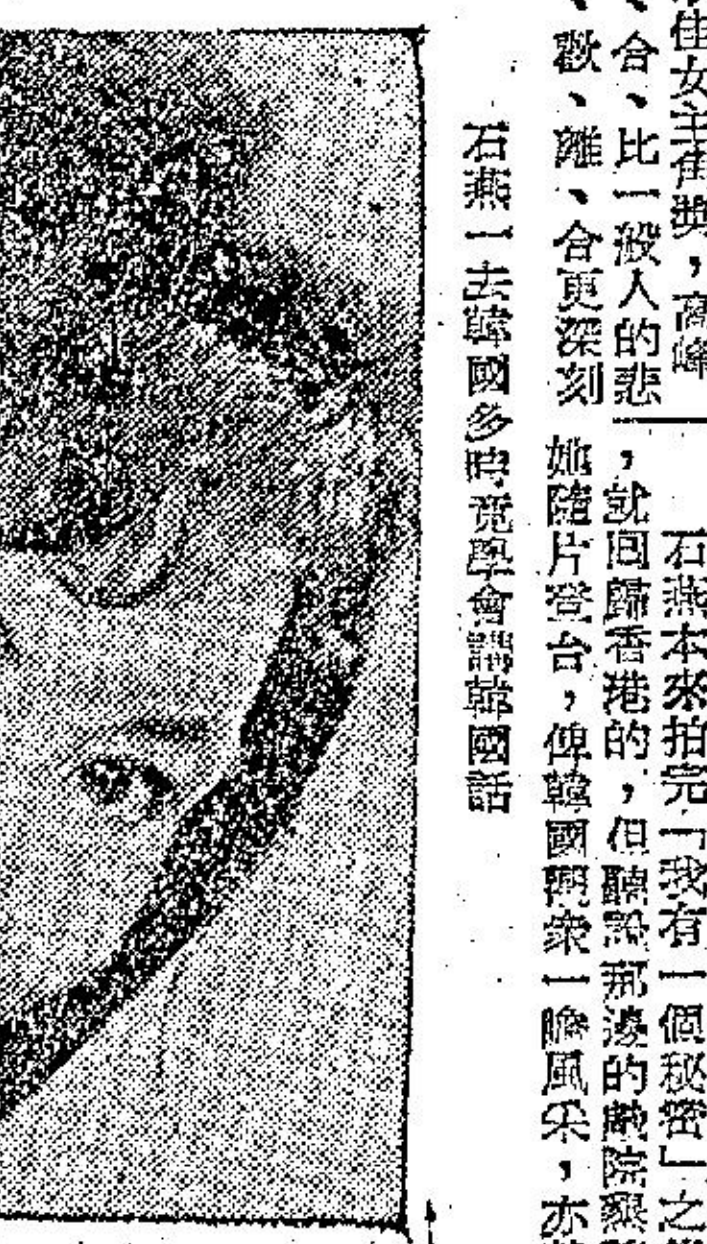 佳女主角獎，高峰
、合、比一般人的悲
、歡、離、合更深刻
石燕本來拍完「我有一個秘密」之
，就回歸香港的，但聽說那邊的戲院
她隨片登台，俾韓國觀衆一瞻風采，亦
石燕一去韓國多時竟學會講韓國話